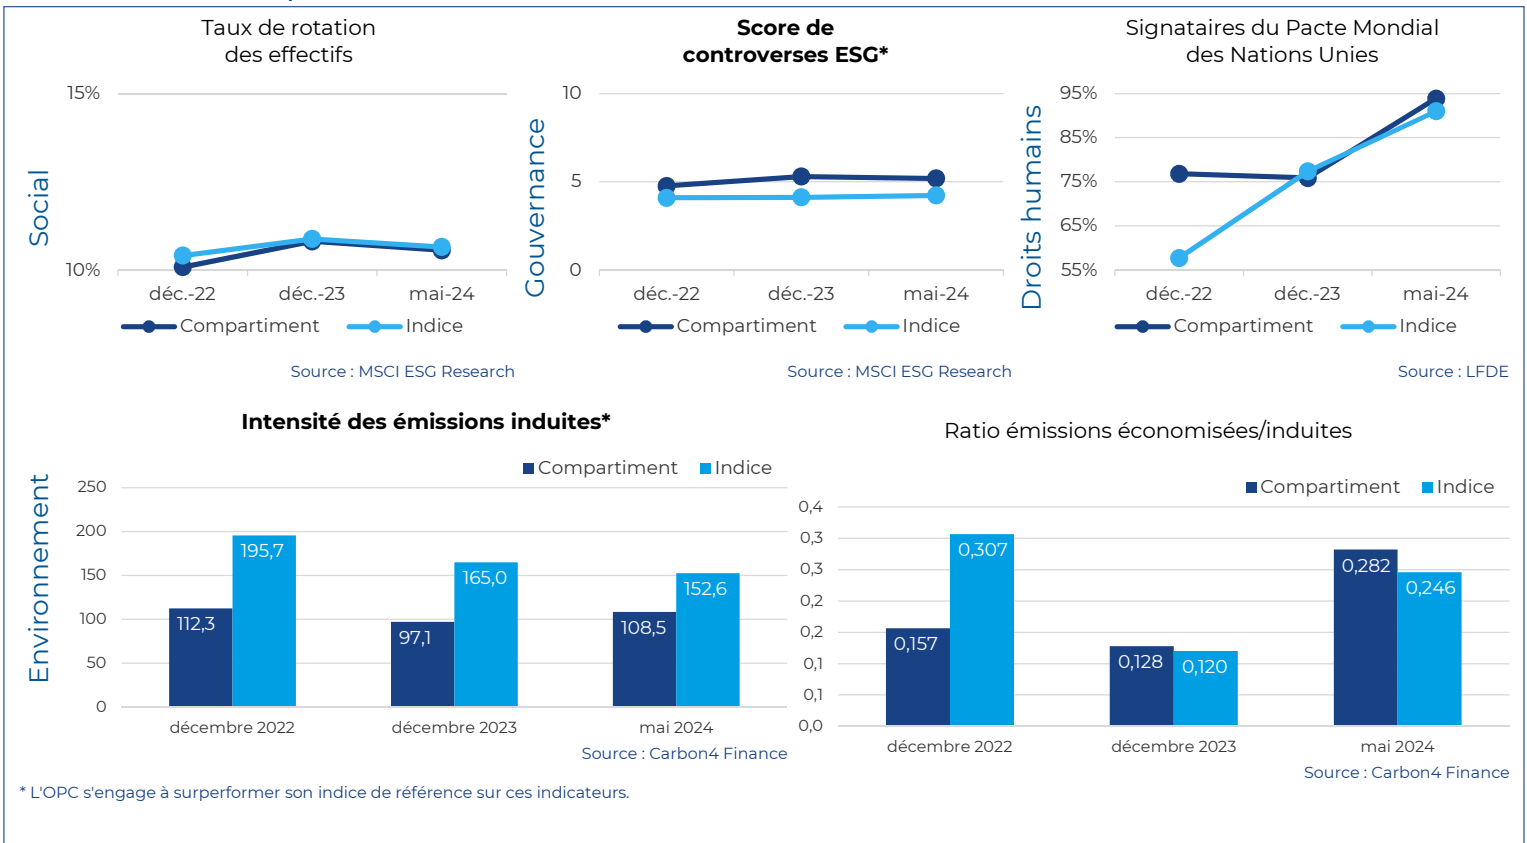 Taux de rotation
des effectifs
15%
10%
Social
déc.-22
déc.-23
mai-24
Compartiment
Indice
Source : MSCI ESG Research
Score de
controverses ESG*
10
5
0
Gouvernance
déc.-22
déc.-23
mai-24
Compartiment
Indice
Source : MSCI ESG Research
Signataires du Pacte Mondial
des Nations Unies
95%
85%
75%
65%
55%
Droits humains
déc.-22
déc.-23
mai-24
Compartiment
Indice
Source : LFDE
Intensité des émissions induites*
Compartiment
Indice
Environnement
250
200
150
100
50
0
112,3
195,7
97,1
165,0
108,5
152,6
décembre 2022
décembre 2023
mai 2024
Source : Carbon4 Finance
Ratio émissions économisées/induites
Compartiment
Indice
0,4
0,3
0,3
0,2
0,2
0,1
0,1
0,0
0,157
0,307
0,128
0,120
0,282
0,246
décembre 2022
décembre 2023
mai 2024
Source : Carbon4 Finance
* L'OPC s'engage à surperformer son indice de référence sur ces indicateurs.